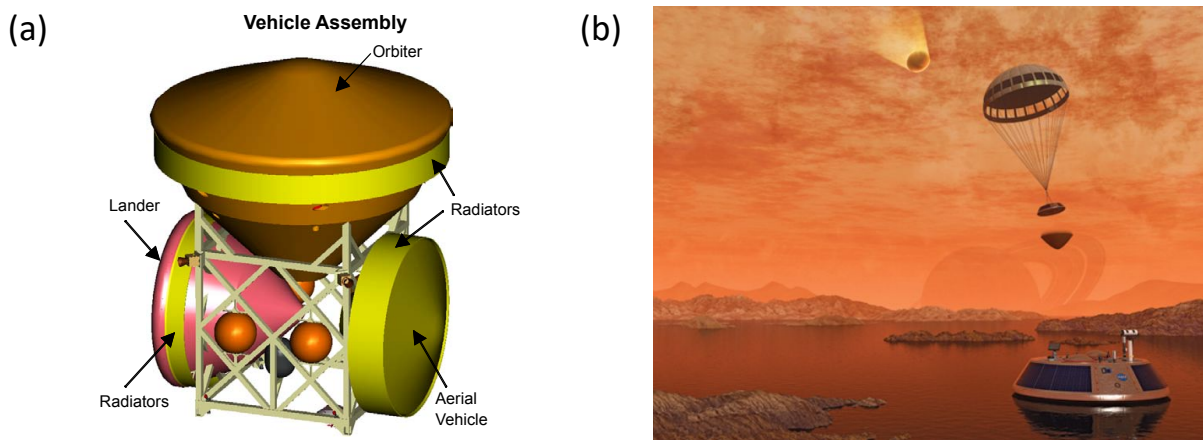 (a)
Vehicle Assembly
Orbiter
Lander
Radiators
Radiators
Aerial
Vehicle
(b)